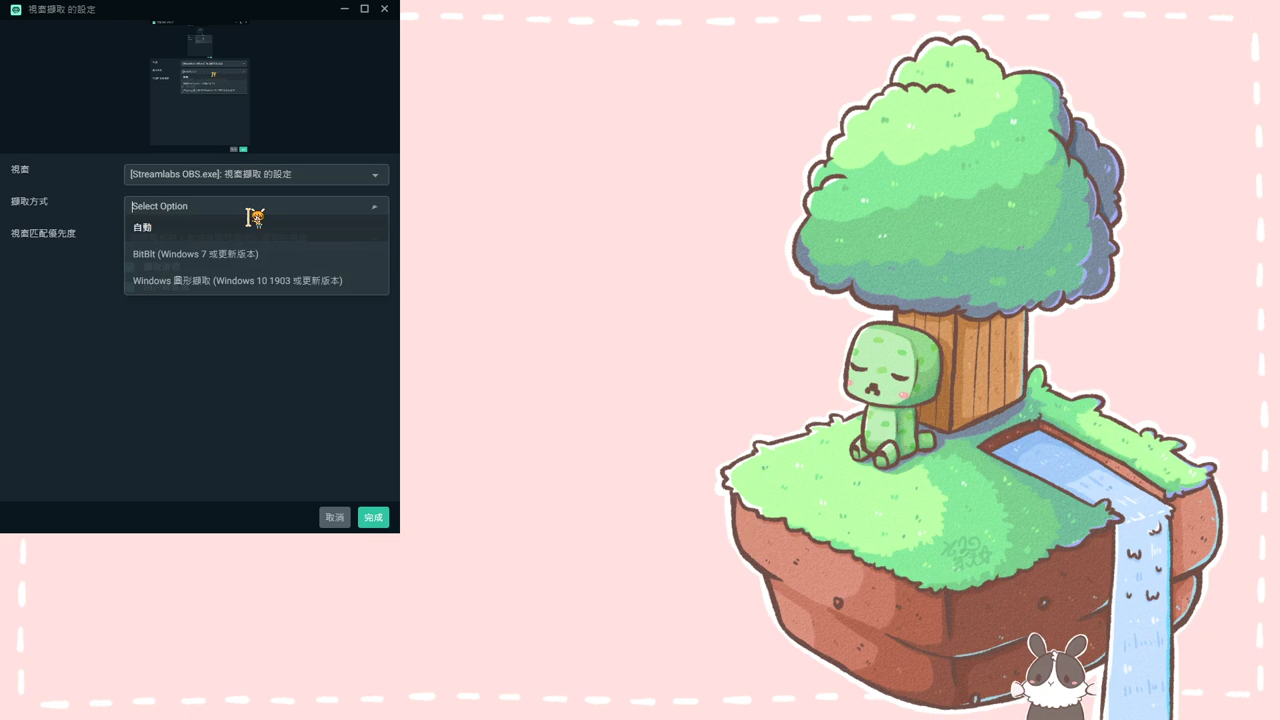 視窗擷取 的設定
視窗
[Streamlabs OBS.exe]: 視窗擷取 的設定
擷取方式
Select Option
自動
視窗匹配優先度
BitBlt (Windows 7 或更新版本)
Windows 圖形擷取 (Windows 10 1903 或更新版本)
取消
完成